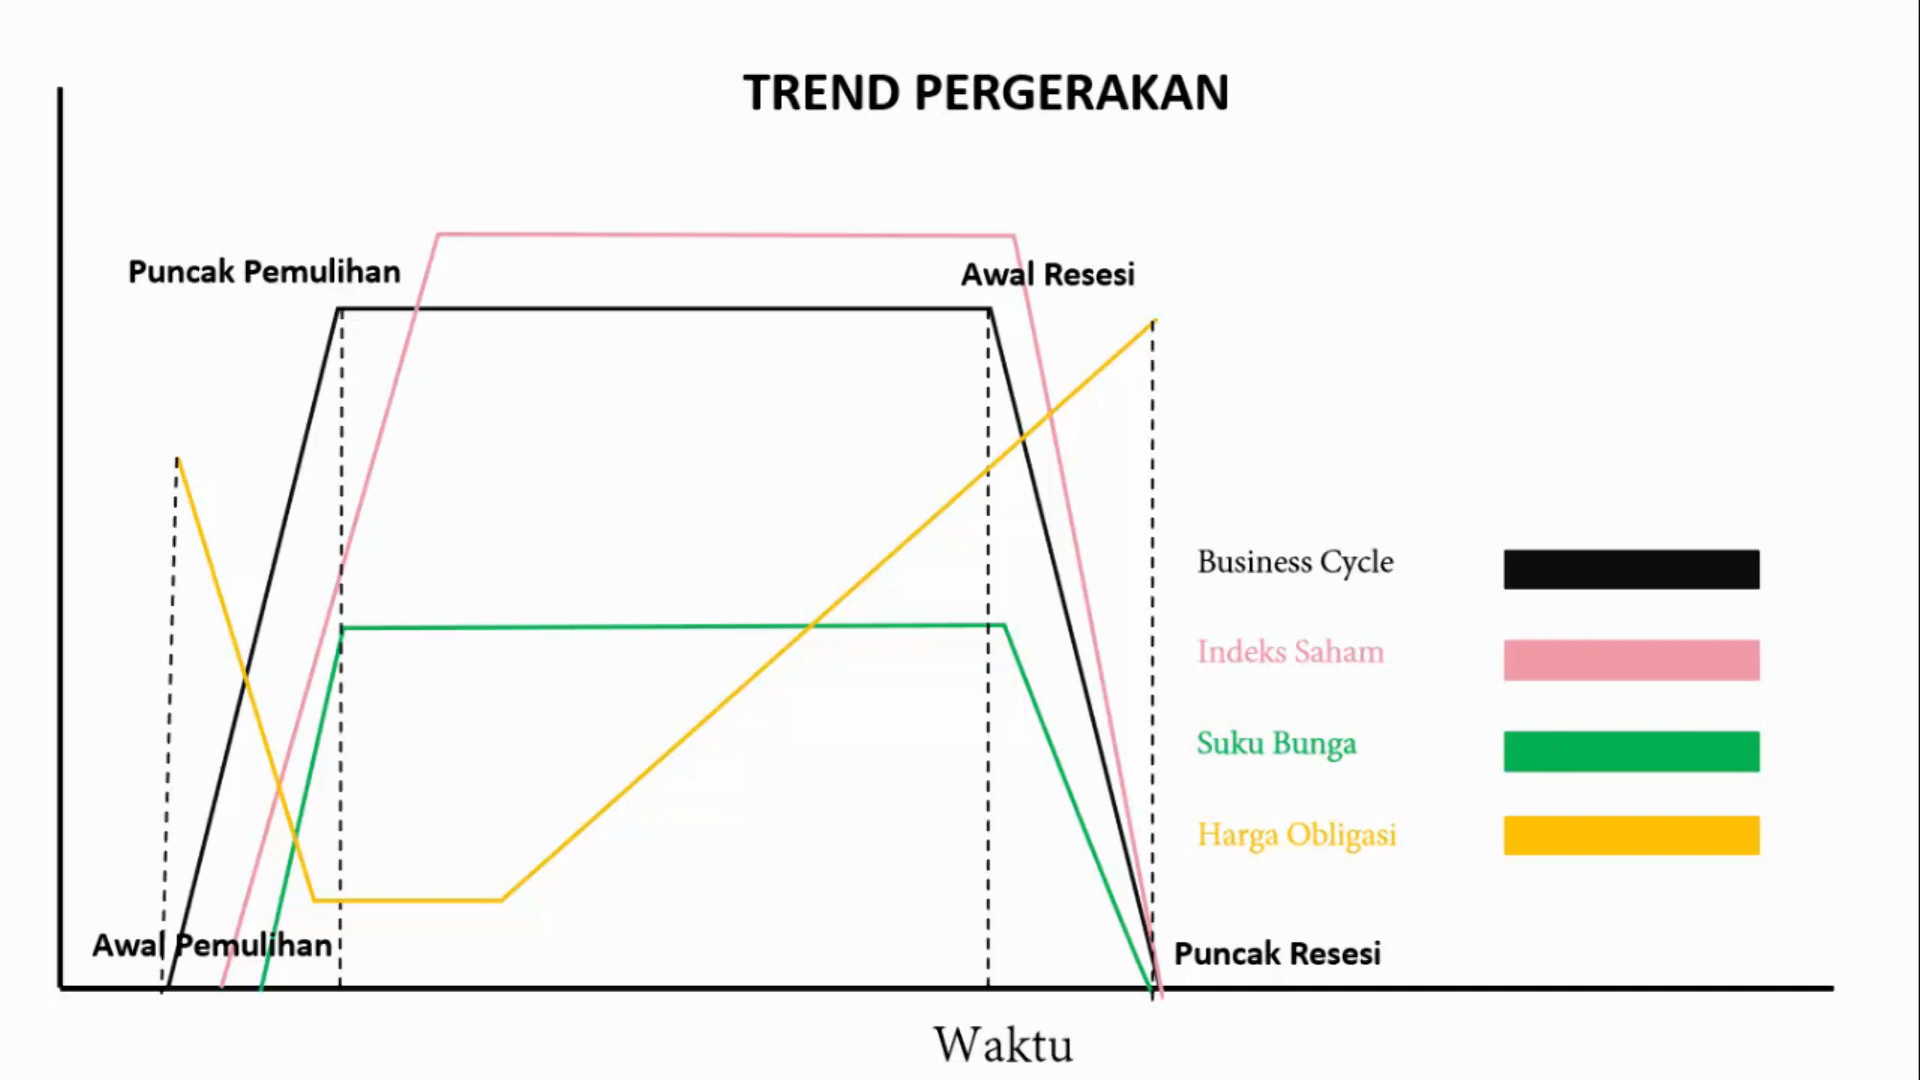 TREND PERGERAKAN
Puncak Pemulihan
Awal Resesi
Business Cycle
Indeks Saham
Suku Bunga
Harga Obligasi
Awal Pemulihan
Puncak Resesi
Waktu